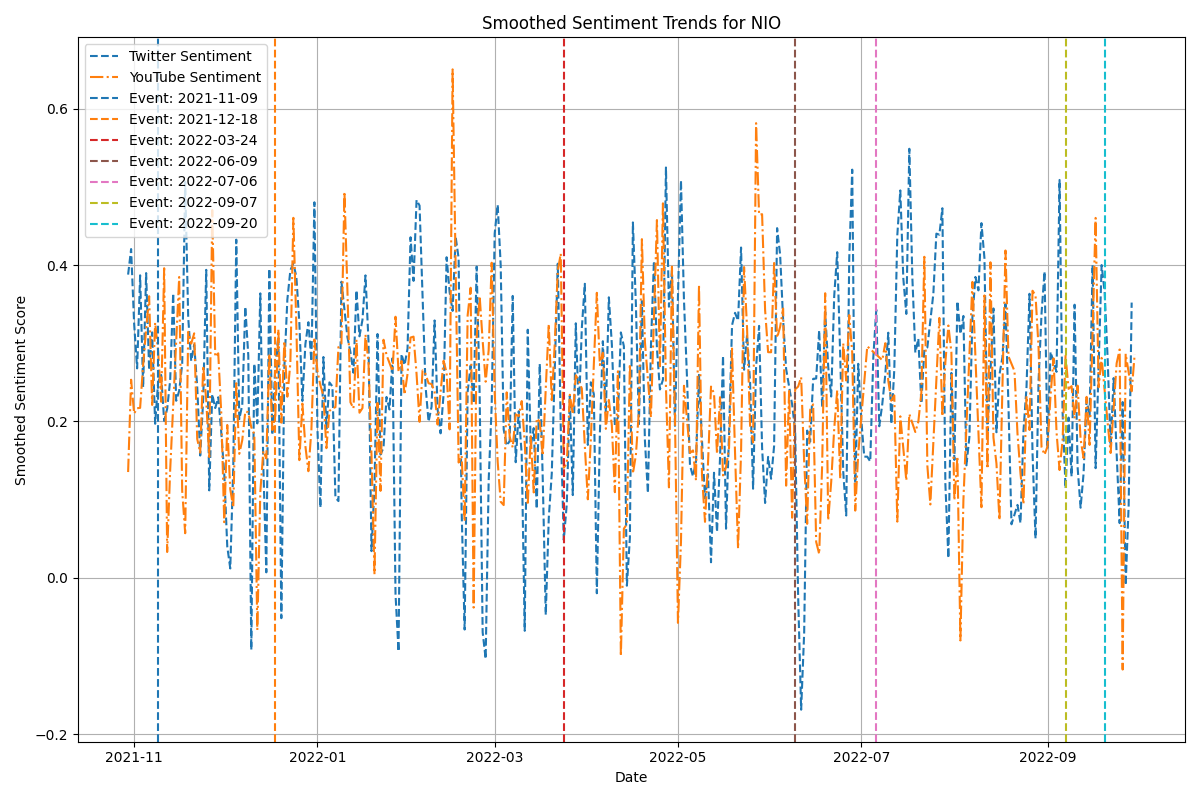 Smoothed Sentiment Trends for NIO
Twitter Sentiment
YouTube Sentiment
Event: 2021-11-09
Event: 2021-12-18
Event: 2022-03-24
Event: 2022-06-09
Event: 2022-07-06
Event: 2022-09-07
Event: 2022-09-20
Smoothed Sentiment Score
0.6
0.4
0.2
0.0
−0.2
2021-11
2022-01
2022-03
2022-05
2022-07
2022-09
Date